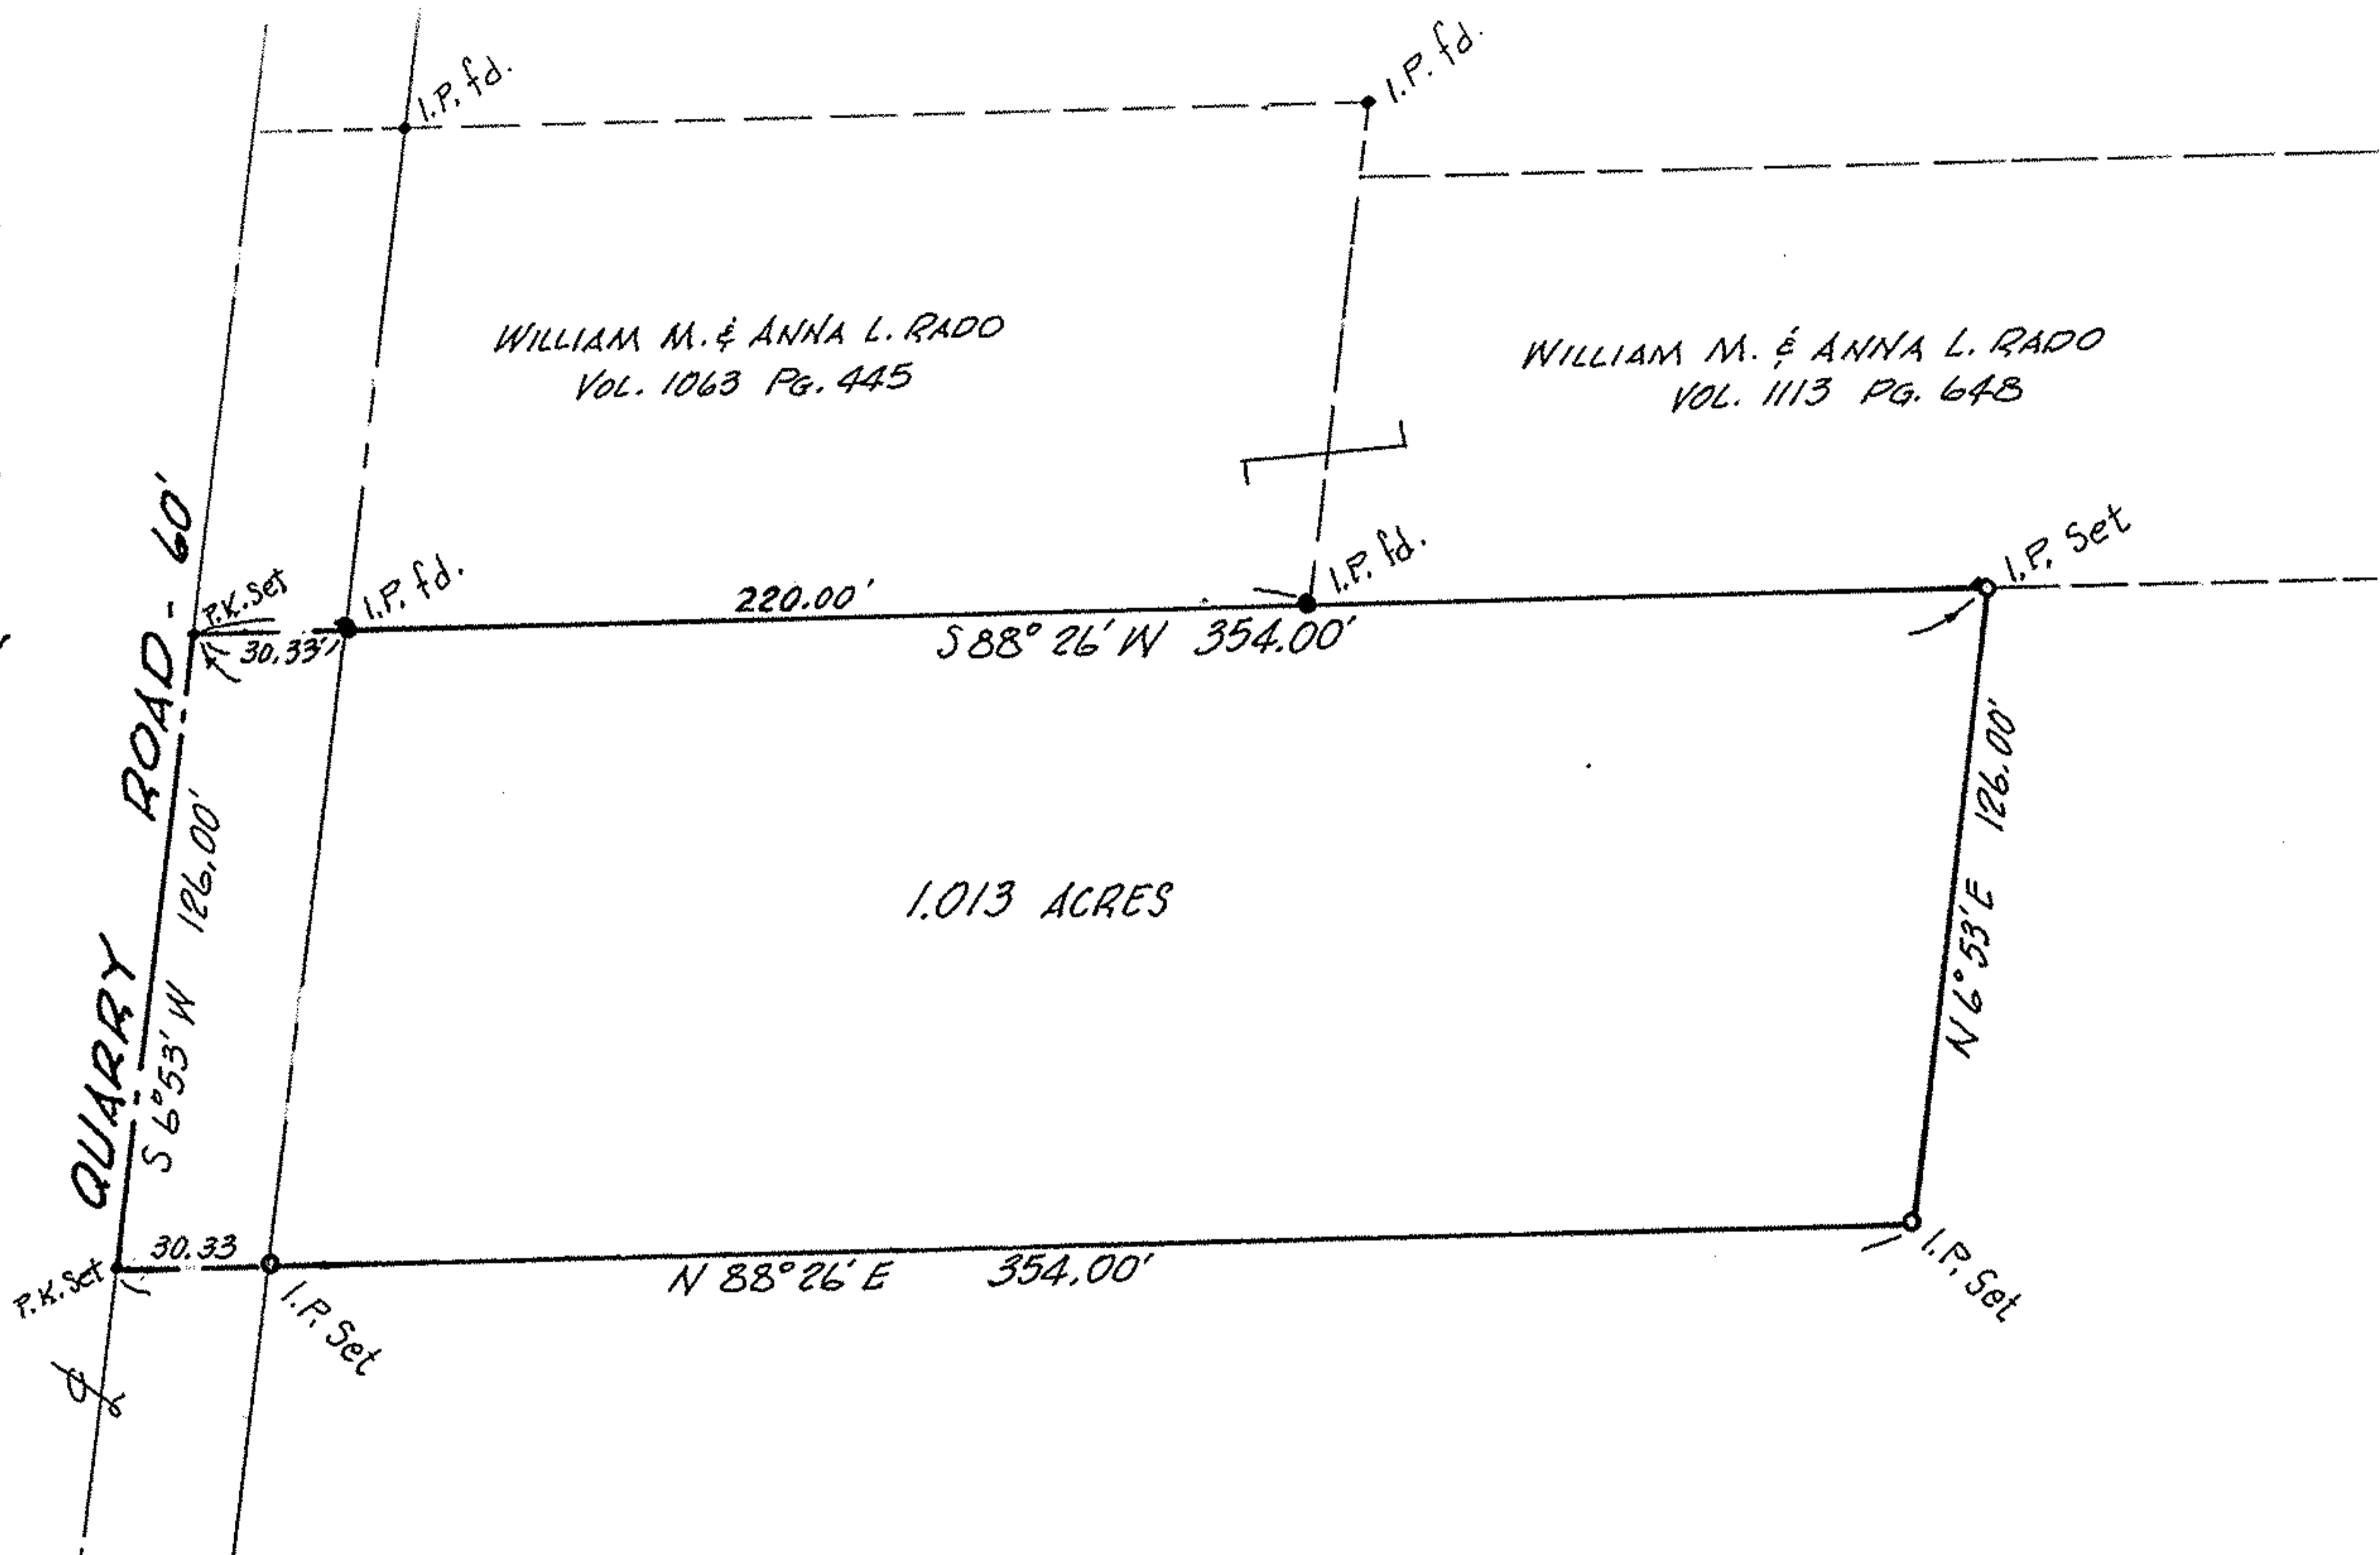 I.P. fd.
I.P. fd.
WILLIAM M. & ANNA L. RADO
VOL. 1063 PG. 445
WILLIAM M. & ANNA L. RADO
VOL. 1113 PG. 648
QUARRY ROAD - 60'
P.K. Set
I.P. fd.
220.00'
I.P. fd.
I.P. Set
30.33'
S 88° 26' W 354.00'
S 6° 53' W 126.00'
N 6° 53' E 126.00'
1.013 ACRES
P.K. Set
30.33
I.P. Set
N 88° 26' E 354.00'
I.P. Set